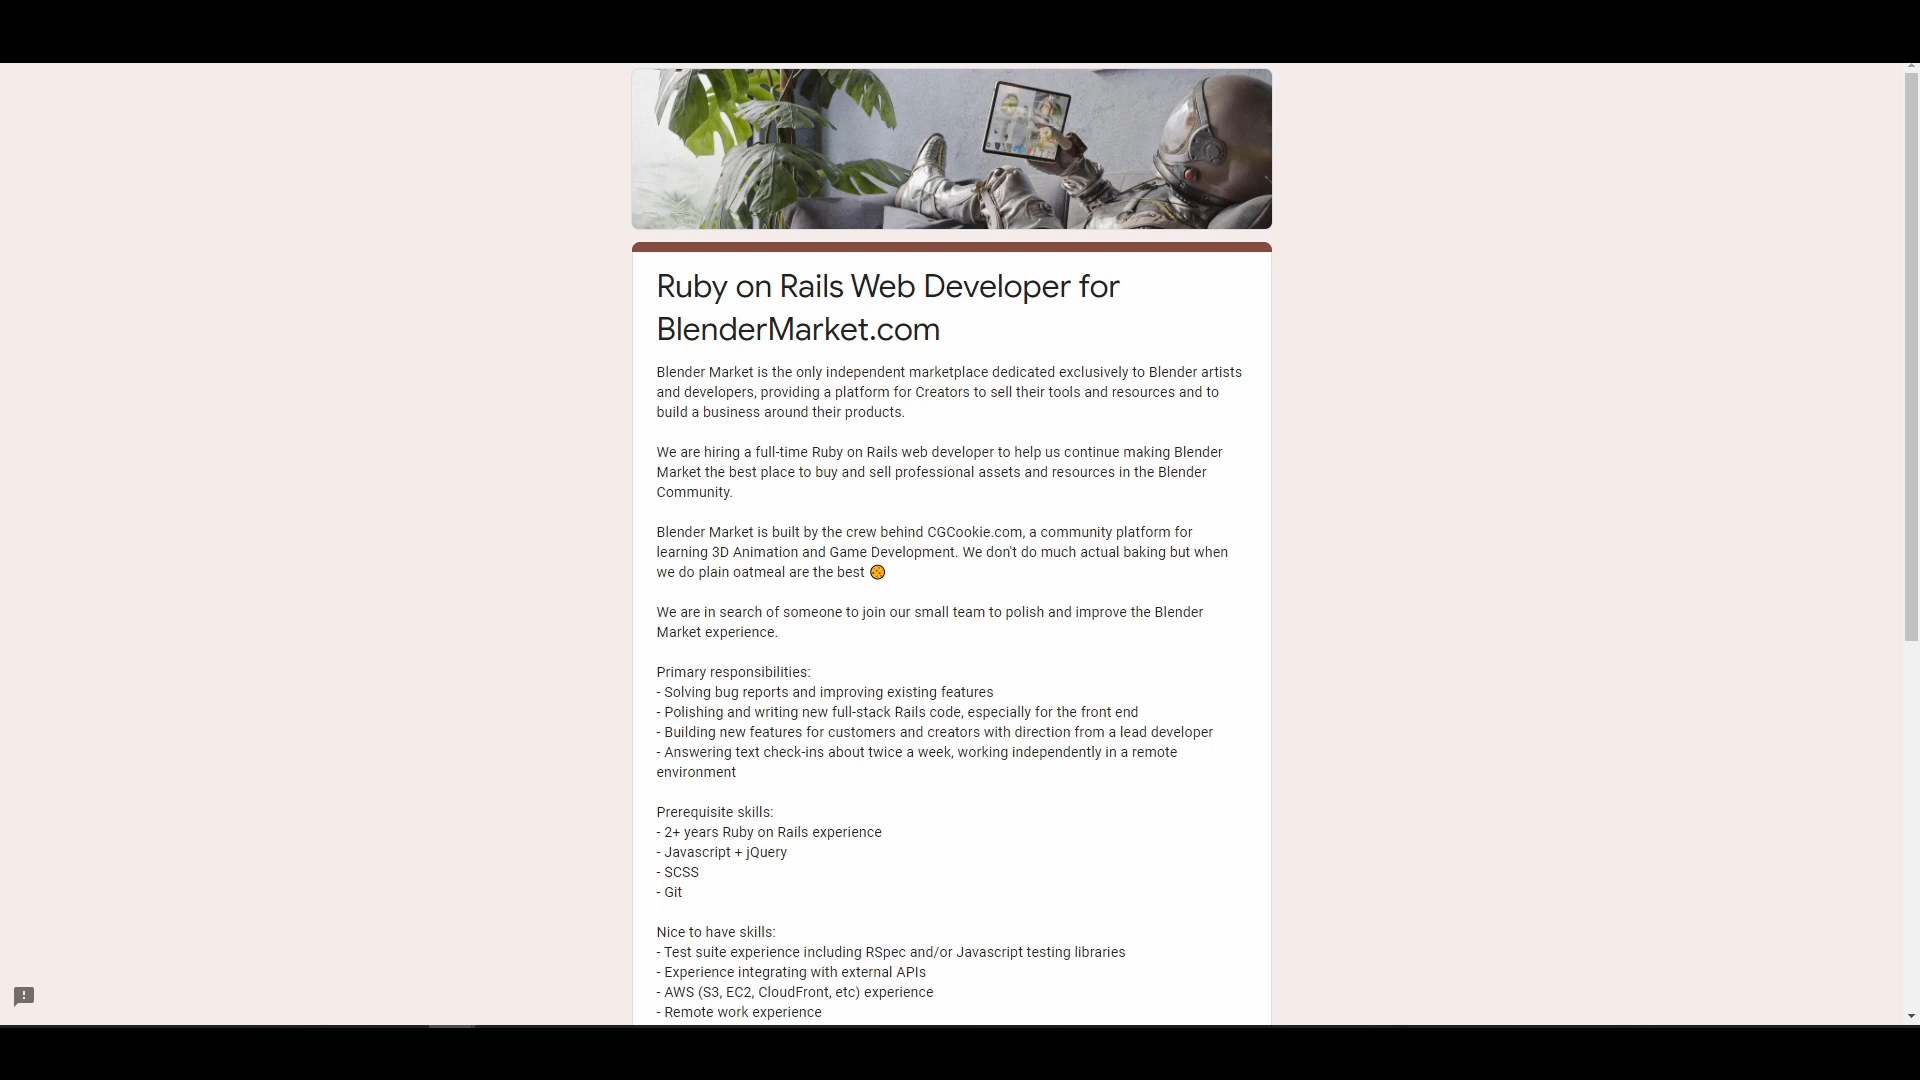 Ruby on Rails Web Developer for
BlenderMarket.com
Blender Market is the only independent marketplace dedicated exclusively to Blender artists
and developers, providing a platform for Creators to sell their tools and resources and to
build a business around their products.
We are hiring a full-time Ruby on Rails web developer to help us continue making Blender
Market the best place to buy and sell professional assets and resources in the Blender
Community.
Blender Market is built by the crew behind CGCookie.com, a community platform for
learning 3D Animation and Game Development. We don't do much actual baking but when
we do plain oatmeal are the best 🍪
We are in search of someone to join our small team to polish and improve the Blender
Market experience.
Primary responsibilities:
- Solving bug reports and improving existing features
- Polishing and writing new full-stack Rails code, especially for the front end
- Building new features for customers and creators with direction from a lead developer
- Answering text check-ins about twice a week, working independently in a remote
environment
Prerequisite skills:
- 2+ years Ruby on Rails experience
- Javascript + jQuery
- SCSS
- Git
Nice to have skills:
- Test suite experience including RSpec and/or Javascript testing libraries
- Experience integrating with external APIs
- AWS (S3, EC2, CloudFront, etc) experience
- Remote work experience